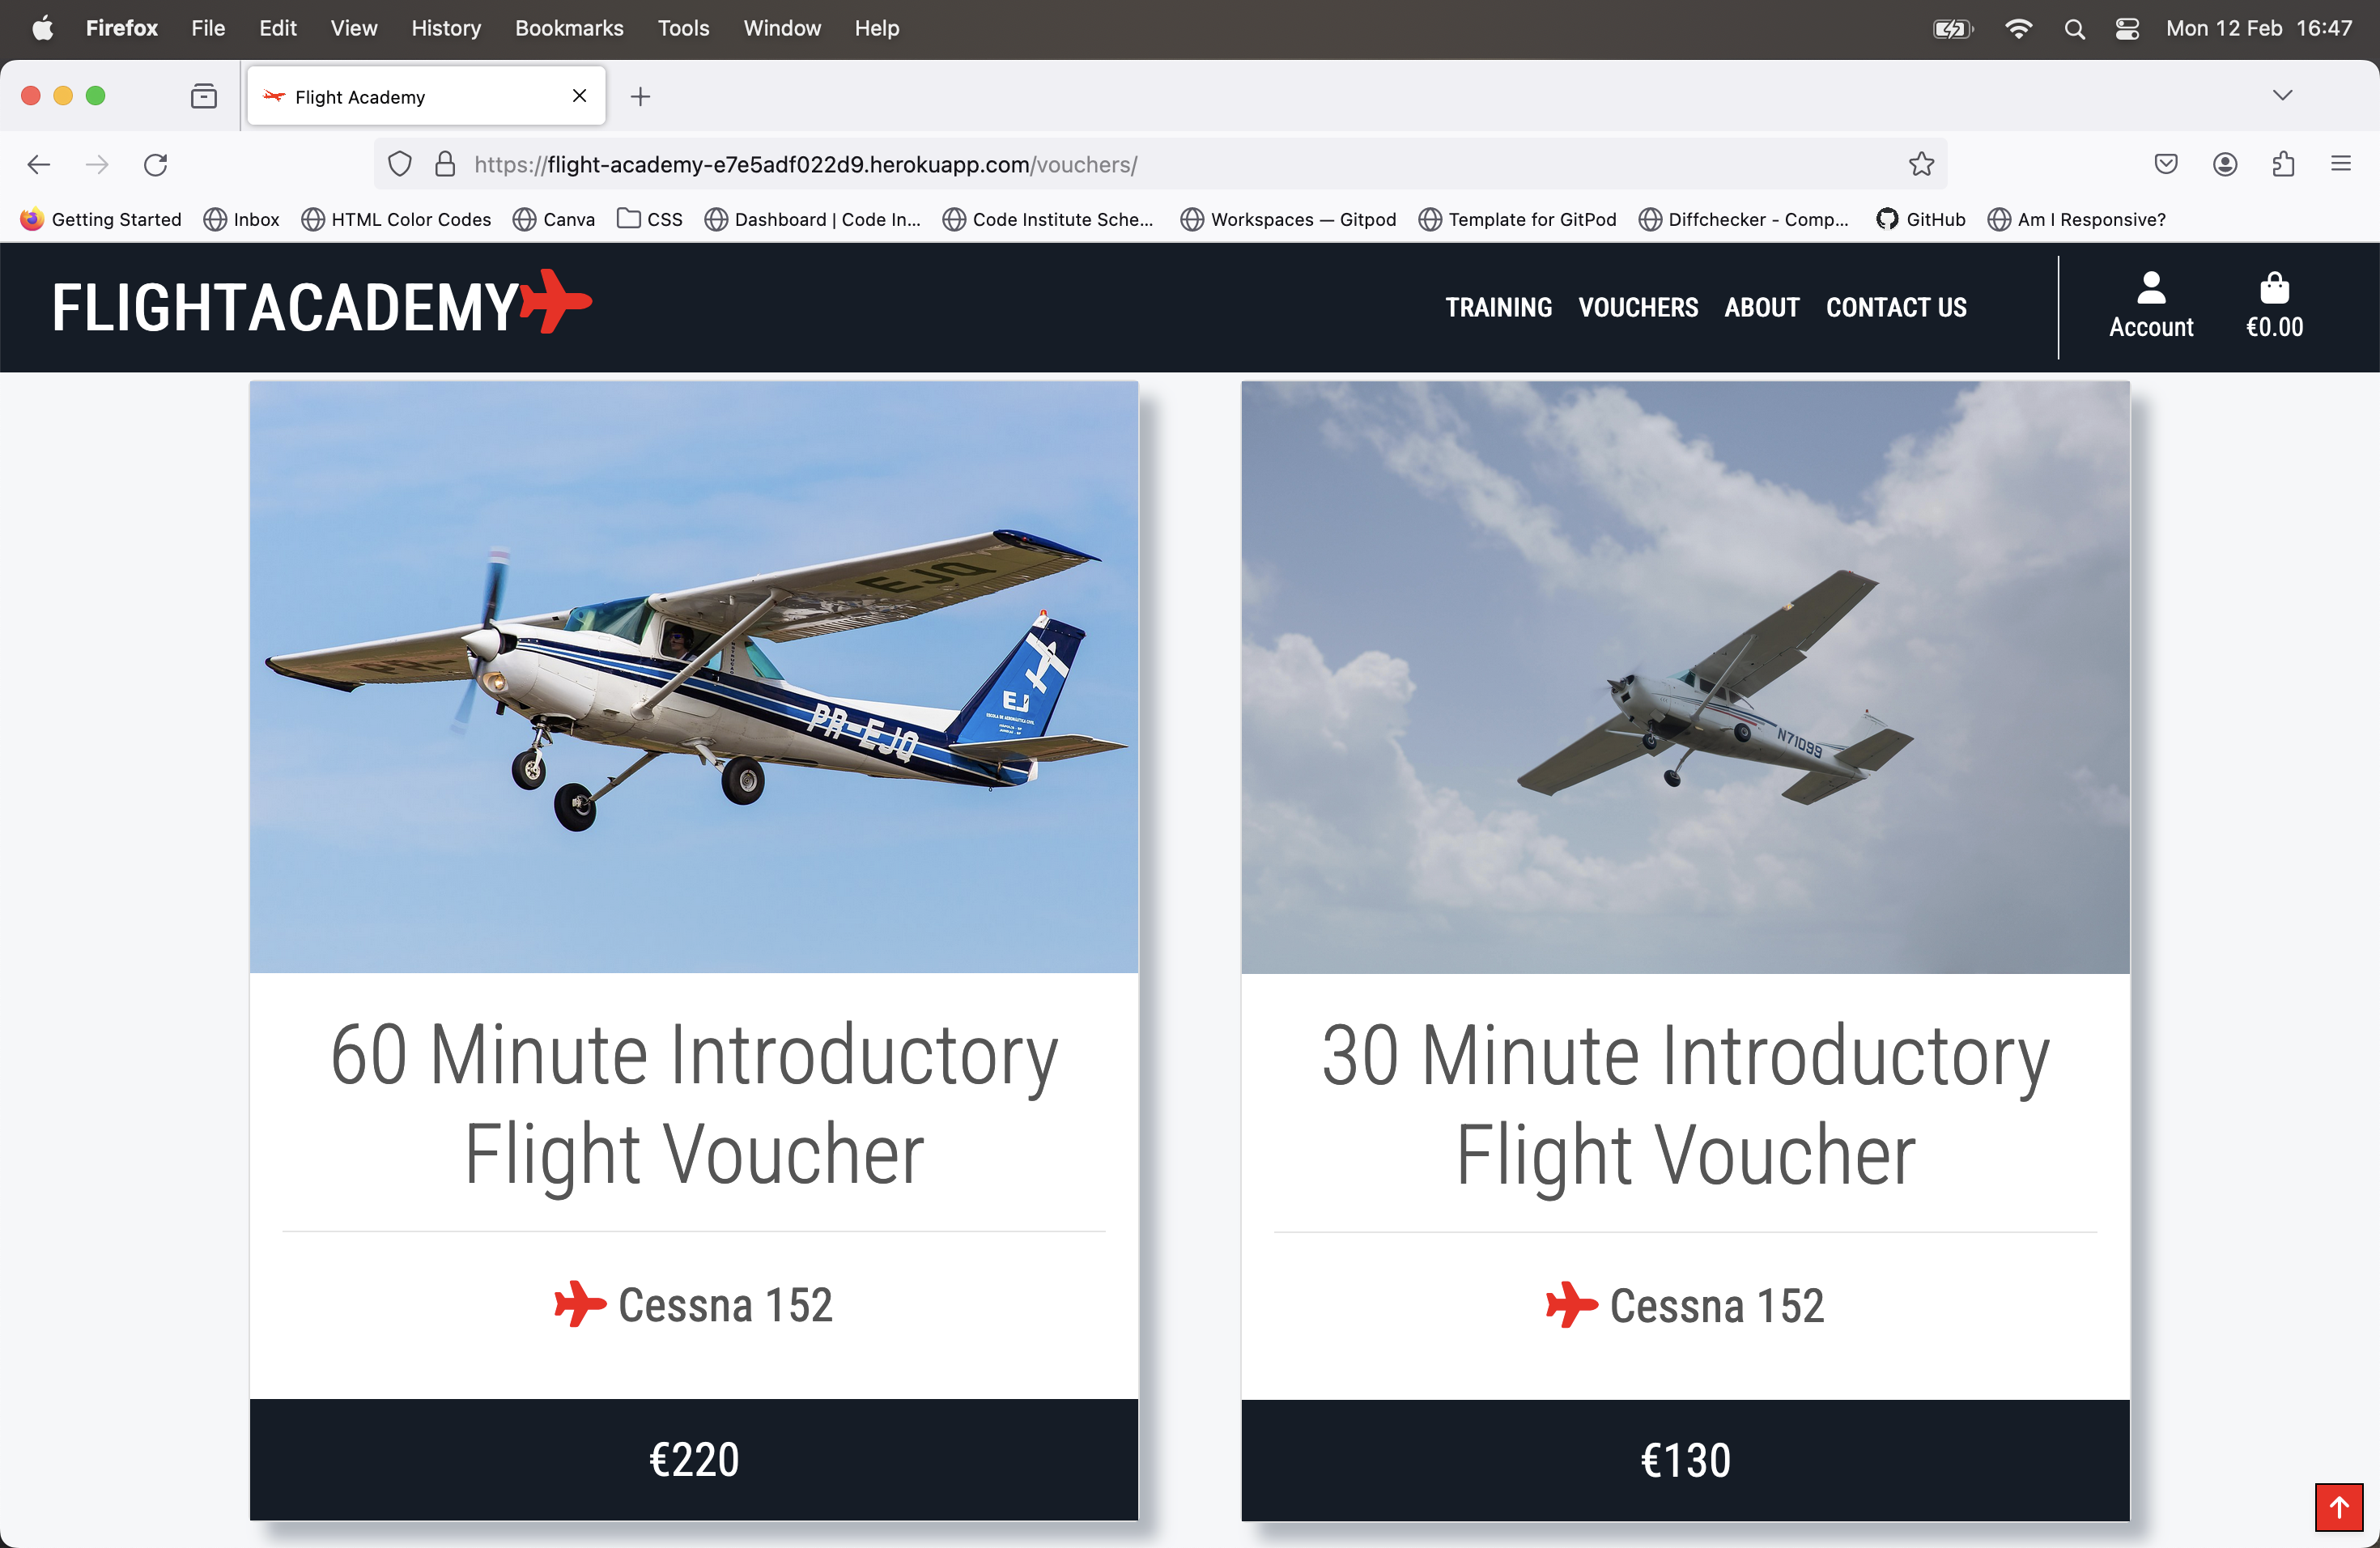 Firefox File Edit View History Bookmarks Tools Window Help Mon 12 Feb 16:47
Flight Academy
https://flight-academy-e7e5adf022d9.herokuapp.com/vouchers/
Getting Started Inbox HTML Color Codes Canva CSS Dashboard | Code In... Code Institute Sche... Workspaces — Gitpod Template for GitPod Diffchecker - Comp... GitHub Am I Responsive?
FLIGHTACADEMY TRAINING VOUCHERS ABOUT CONTACT US Account €0.00
EJQ
PR-
EJ
PR-EJQ
N71099
60 Minute Introductory
Flight Voucher
Cessna 152
€220
30 Minute Introductory
Flight Voucher
Cessna 152
€130